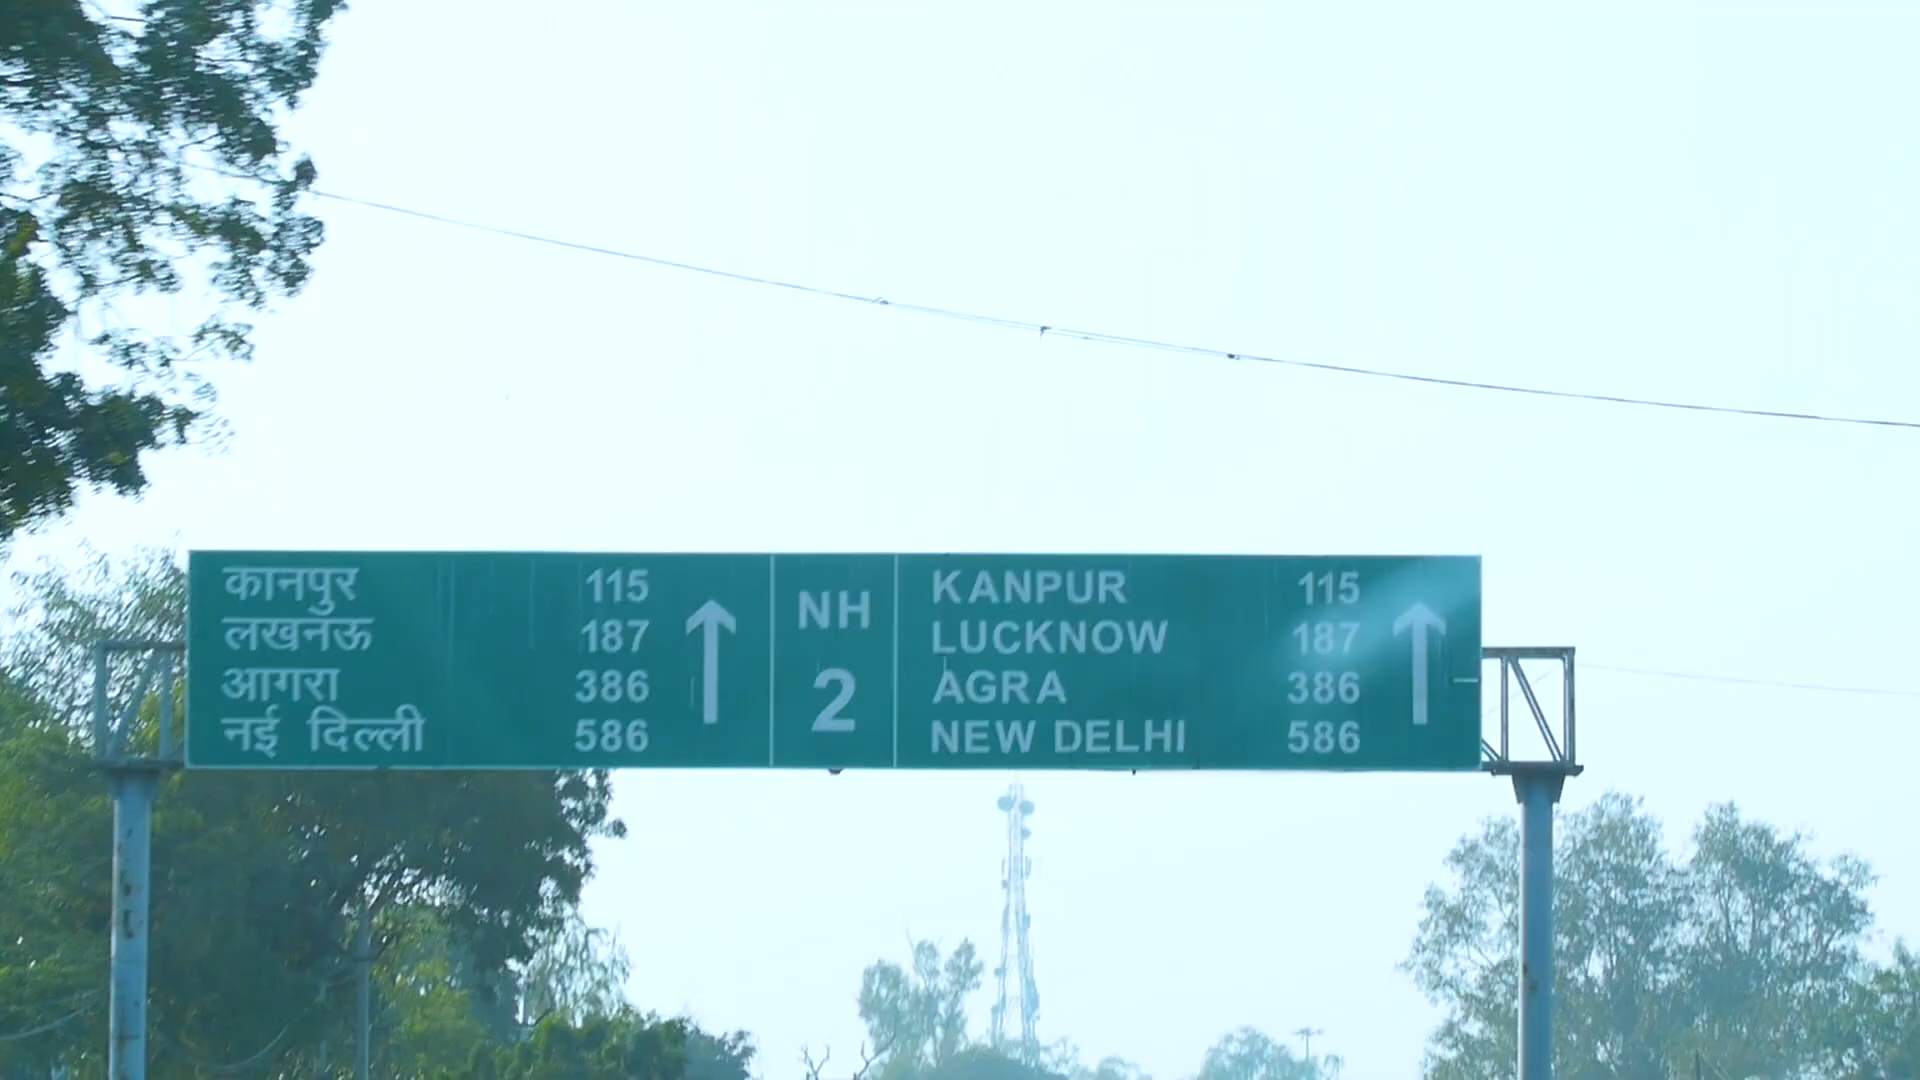 कानपुर 115
लखनऊ 187
आगरा 386
नई दिल्ली 586
NH
2
KANPUR 115
LUCKNOW 187
AGRA 386
NEW DELHI 586